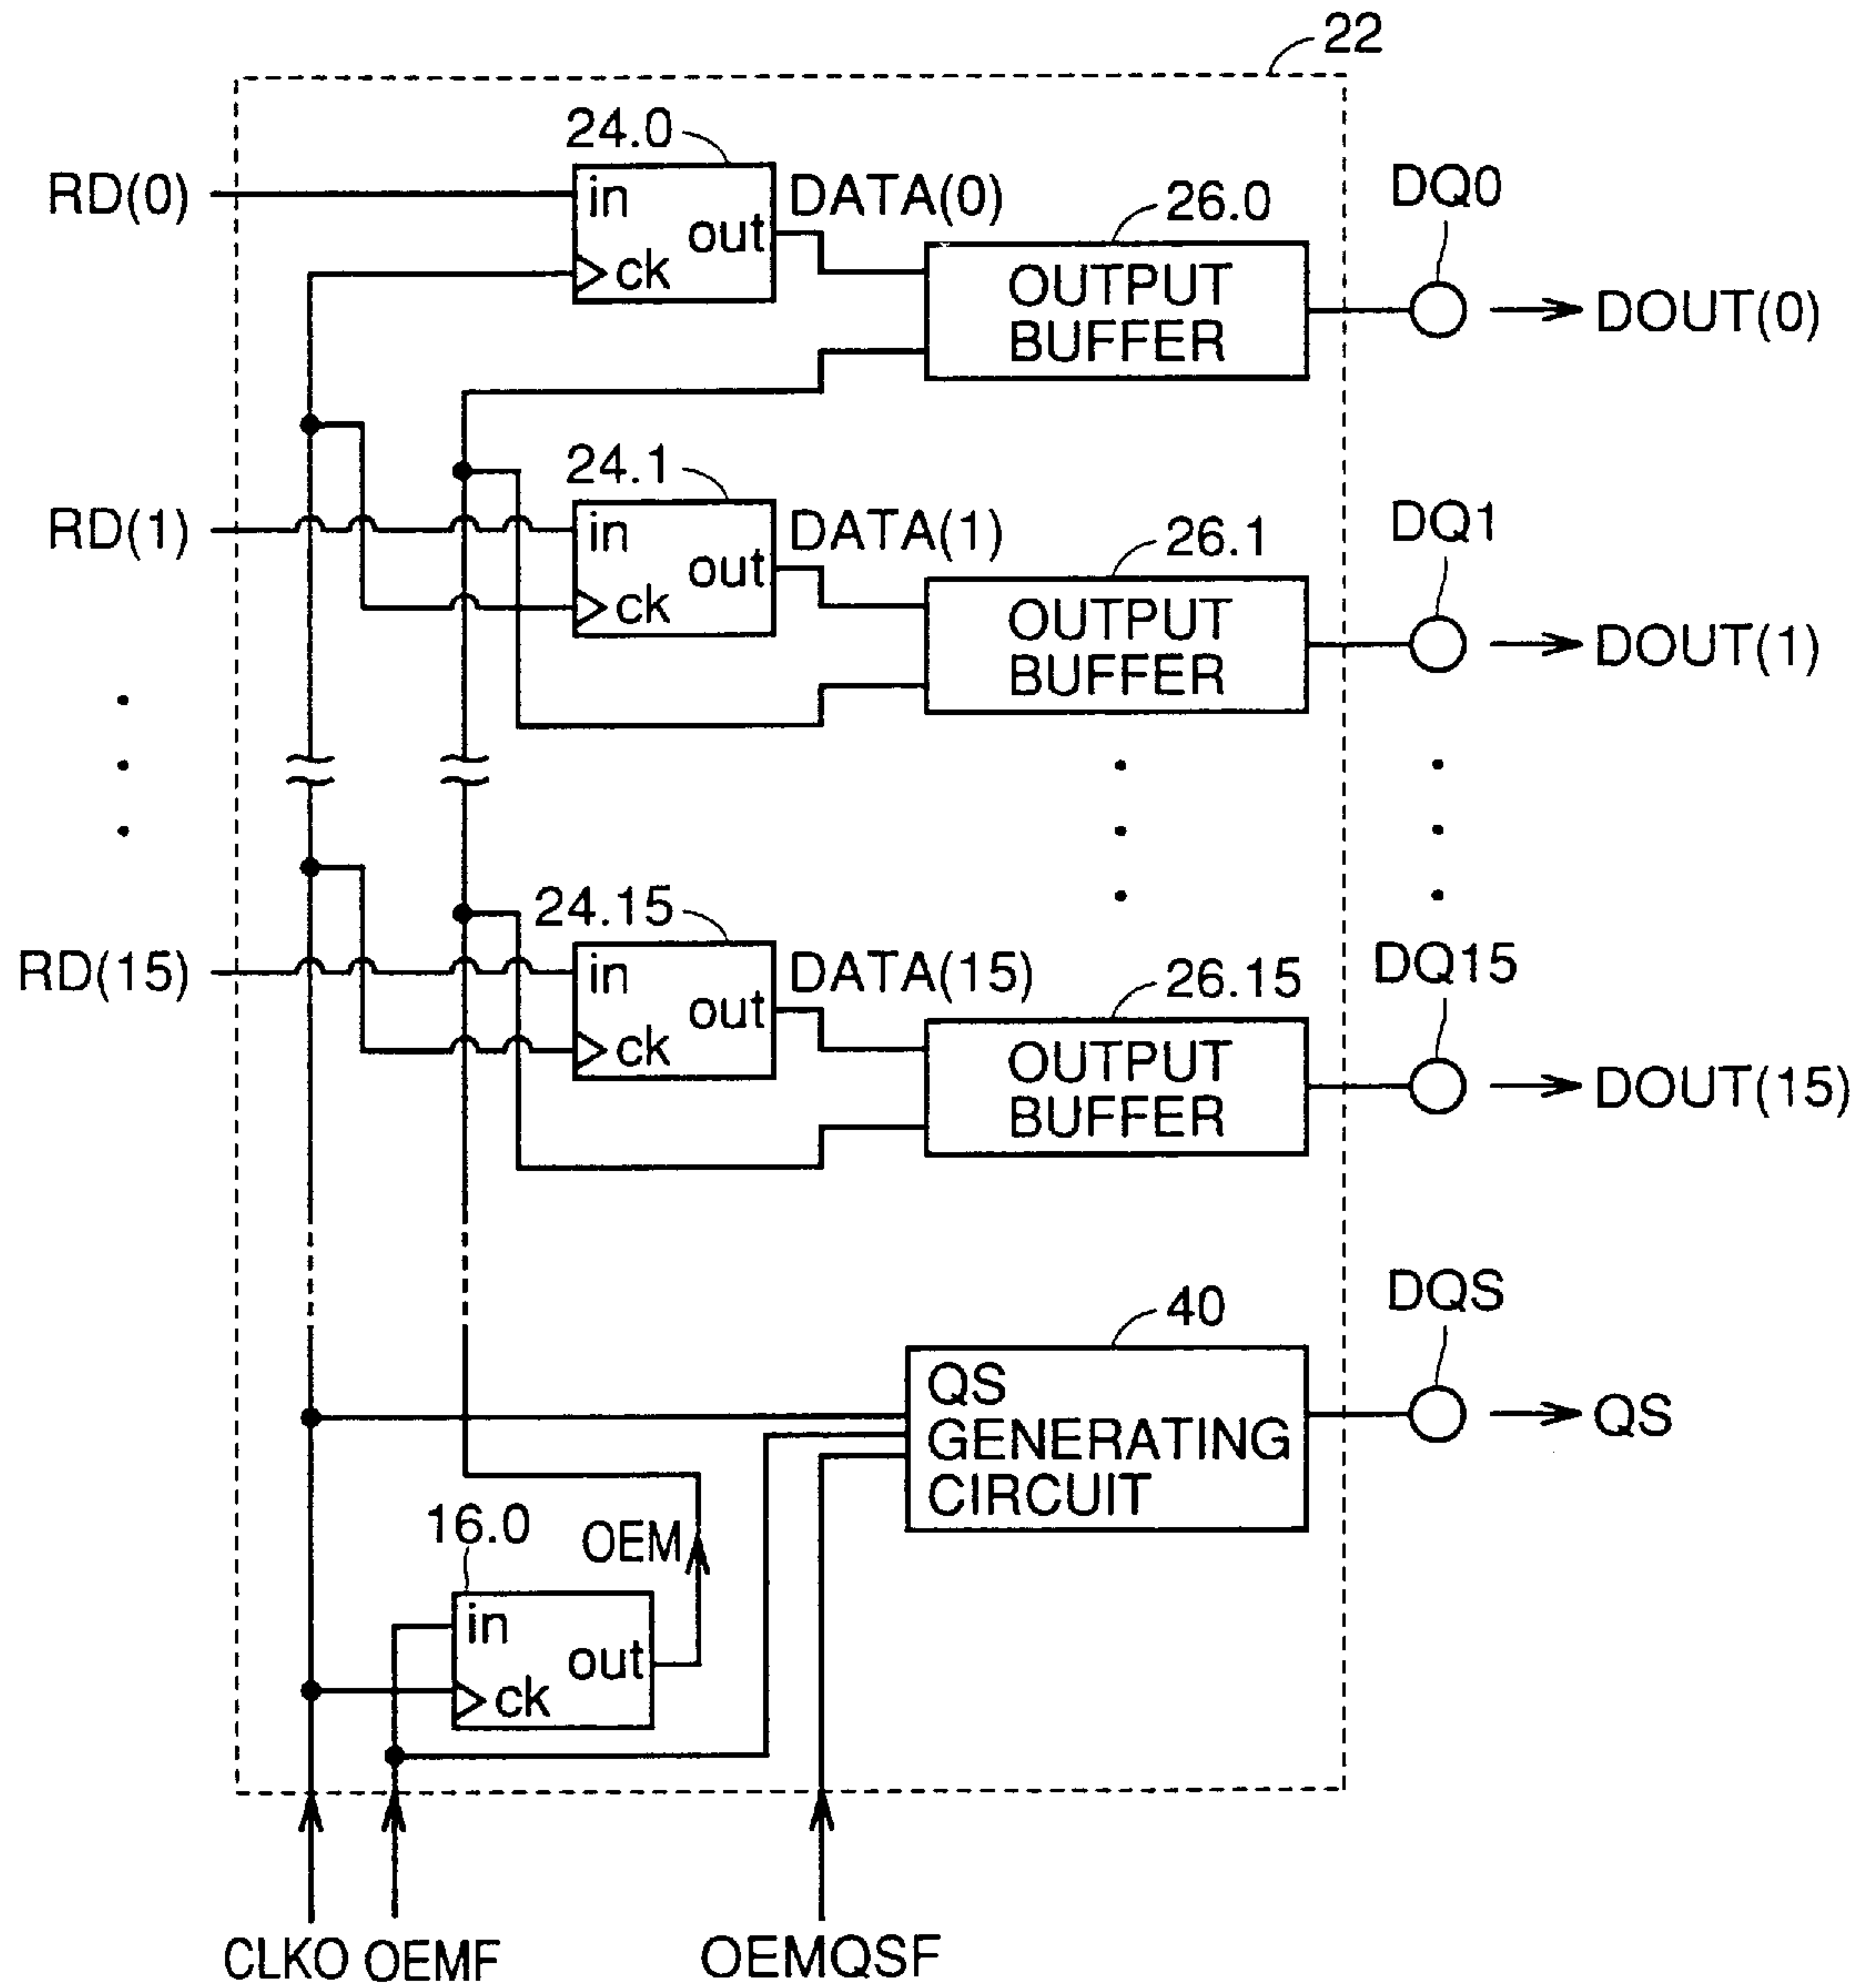 22
24.0
RD(0)
in
ck
out
DATA(0)
26.0
OUTPUT
BUFFER
DQ0
DOUT(0)
24.1
RD(1)
in
ck
out
DATA(1)
26.1
OUTPUT
BUFFER
DQ1
DOUT(1)
24.15
RD(15)
in
ck
out
DATA(15)
26.15
OUTPUT
BUFFER
DQ15
DOUT(15)
40
QS
GENERATING
CIRCUIT
DQS
QS
16.0
OEM
in
ck
out
CLKO
OEMF
OEMQSF